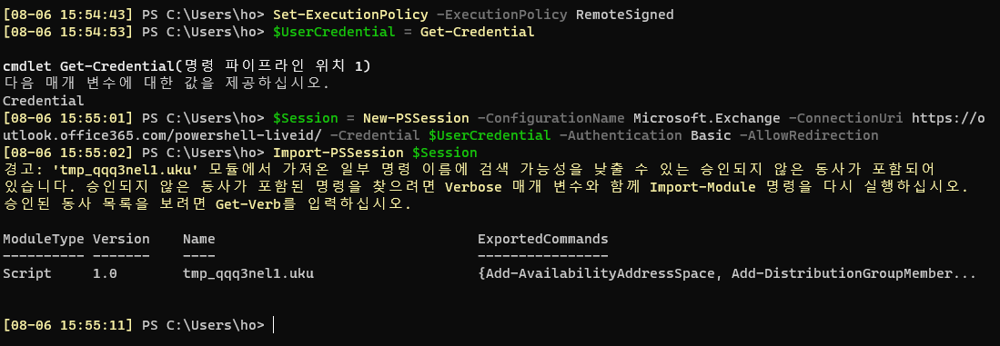 [08-06 15:54:43] PS C:\Users\ho> Set-ExecutionPolicy -ExecutionPolicy RemoteSigned
[08-06 15:54:53] PS C:\Users\ho> $UserCredential = Get-Credential
cmdlet Get-Credential(명령 파이프라인 위치 1)
다음 매개 변수에 대한 값을 제공하십시오.
Credential
[08-06 15:55:01] PS C:\Users\ho> $Session = New-PSSession -ConfigurationName Microsoft.Exchange -ConnectionUri https://o
utlook.office365.com/powershell-liveid/ -Credential $UserCredential -Authentication Basic -AllowRedirection
[08-06 15:55:02] PS C:\Users\ho> Import-PSSession $Session
경고: 'tmp_qqq3nel1.uku' 모듈에서 가져온 일부 명령 이름에 검색 가능성을 낮출 수 있는 승인되지 않은 동사가 포함되어
있습니다. 승인되지 않은 동사가 포함된 명령을 찾으려면 Verbose 매개 변수와 함께 Import-Module 명령을 다시 실행하십시오.
승인된 동사 목록을 보려면 Get-Verb를 입력하십시오.
ModuleType Version    Name                                ExportedCommands
---------- -------    ----                                ----------------
Script     1.0        tmp_qqq3nel1.uku                    {Add-AvailabilityAddressSpace, Add-DistributionGroupMember...
[08-06 15:55:11] PS C:\Users\ho>